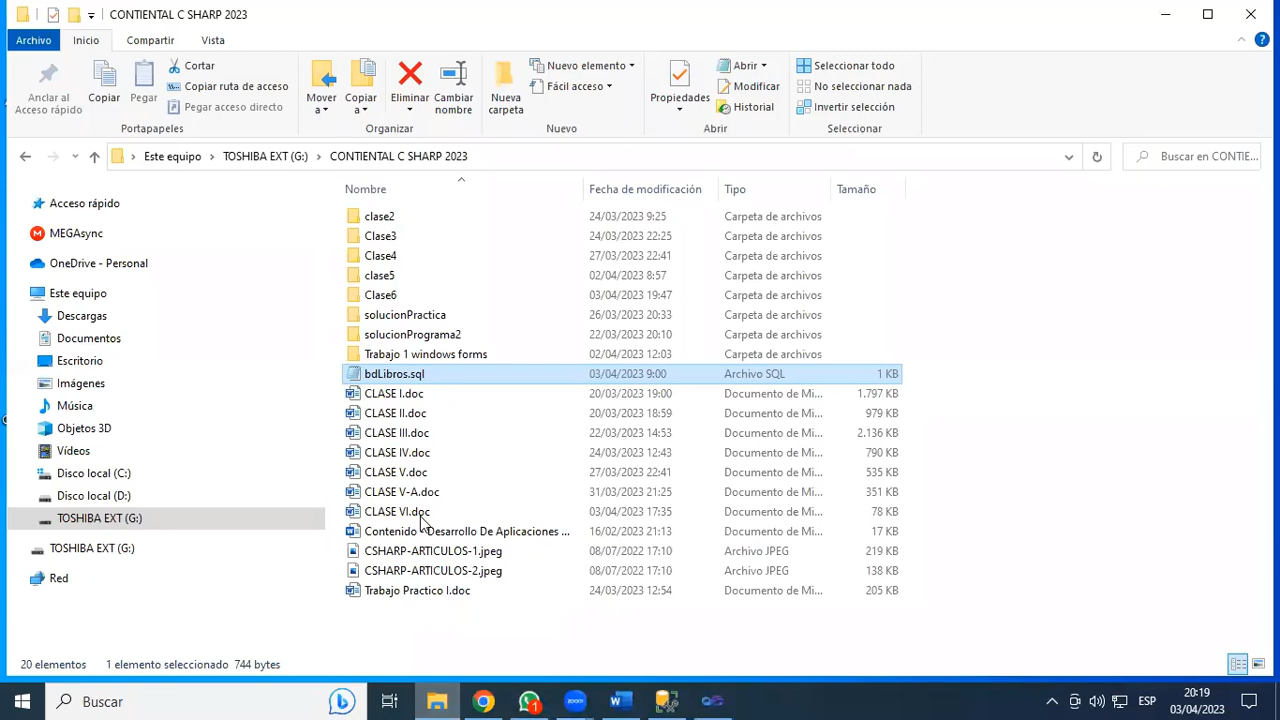 CONTIENTAL C SHARP 2023
Archivo Inicio Compartir Vista
Anclar al Acceso rápido
Copiar
Pegar
Cortar
Copiar ruta de acceso
Pegar acceso directo
Portapapeles
Mover a
Copiar a
Eliminar
Cambiar nombre
Organizar
Nueva carpeta
Nuevo elemento
Fácil acceso
Nuevo
Propiedades
Abrir
Modificar
Historial
Abrir
Seleccionar todo
No seleccionar nada
Invertir selección
Seleccionar
Este equipo > TOSHIBA EXT (G:) > CONTIENTAL C SHARP 2023
Buscar en CONTIE...
Acceso rápido
MEGAsync
OneDrive - Personal
Este equipo
Descargas
Documentos
Escritorio
Imágenes
Música
Objetos 3D
Vídeos
Disco local (C:)
Disco local (D:)
TOSHIBA EXT (G:)
TOSHIBA EXT (G:)
Red
Nombre Fecha de modificación Tipo Tamaño
clase2 24/03/2023 9:25 Carpeta de archivos
Clase3 24/03/2023 22:25 Carpeta de archivos
Clase4 27/03/2023 22:41 Carpeta de archivos
clase5 02/04/2023 8:57 Carpeta de archivos
Clase6 03/04/2023 19:47 Carpeta de archivos
solucionPractica 26/03/2023 20:33 Carpeta de archivos
solucionPrograma2 22/03/2023 20:10 Carpeta de archivos
Trabajo 1 windows forms 02/04/2023 12:03 Carpeta de archivos
bdLibros.sql 03/04/2023 9:00 Archivo SQL 1 KB
CLASE I.doc 20/03/2023 19:00 Documento de Mi... 1.797 KB
CLASE II.doc 20/03/2023 18:59 Documento de Mi... 979 KB
CLASE III.doc 22/03/2023 14:53 Documento de Mi... 2.136 KB
CLASE IV.doc 24/03/2023 12:43 Documento de Mi... 790 KB
CLASE V.doc 27/03/2023 22:41 Documento de Mi... 535 KB
CLASE V-A.doc 31/03/2023 21:25 Documento de Mi... 351 KB
CLASE VI.doc 03/04/2023 17:35 Documento de Mi... 78 KB
Contenido - Desarrollo De Aplicaciones ... 16/02/2023 21:13 Documento de Mi... 17 KB
CSHARP-ARTICULOS-1.jpeg 08/07/2022 17:10 Archivo JPEG 219 KB
CSHARP-ARTICULOS-2.jpeg 08/07/2022 17:10 Archivo JPEG 138 KB
Trabajo Practico I.doc 24/03/2023 12:54 Documento de Mi... 205 KB
20 elementos 1 elemento seleccionado 744 bytes
Buscar
zoom
ESP
20:19
03/04/2023